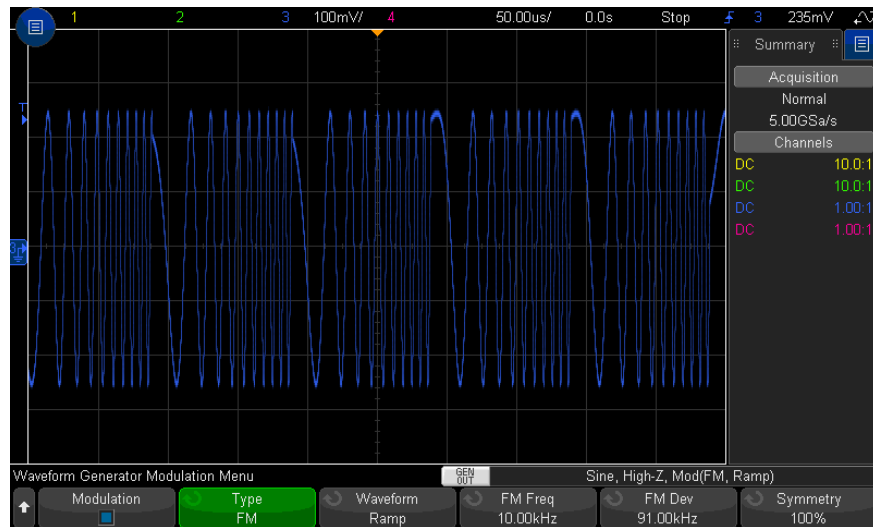 1 2 3 100mV/ 4 50.00us/ 0.0s Stop 3 235mV
Summary
Acquisition
Normal
5.00GSa/s
Channels
DC 10.0:1
DC 10.0:1
DC 1.00:1
DC 1.00:1
T
3
Waveform Generator Modulation Menu
GEN
OUT
Sine, High-Z, Mod(FM, Ramp)
Modulation
Type
FM
Waveform
Ramp
FM Freq
10.00kHz
FM Dev
91.00kHz
Symmetry
100%